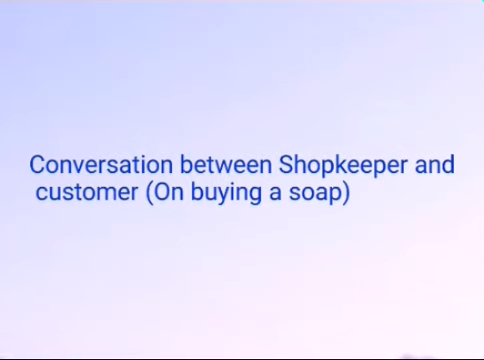 Conversation between Shopkeeper and
customer (On buying a soap)